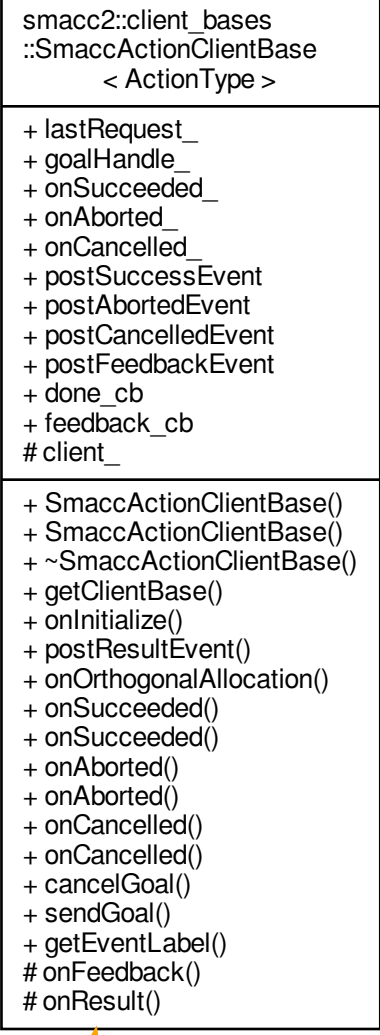 smacc2::client_bases
::SmaccActionClientBase
< ActionType >
+ lastRequest_
+ goalHandle_
+ onSucceeded_
+ onAborted_
+ onCancelled_
+ postSuccessEvent
+ postAbortedEvent
+ postCancelledEvent
+ postFeedbackEvent
+ done_cb
+ feedback_cb
# client_
+ SmaccActionClientBase()
+ SmaccActionClientBase()
+ ~SmaccActionClientBase()
+ getClientBase()
+ onInitialize()
+ postResultEvent()
+ onOrthogonalAllocation()
+ onSucceeded()
+ onSucceeded()
+ onAborted()
+ onAborted()
+ onCancelled()
+ onCancelled()
+ cancelGoal()
+ sendGoal()
+ getEventLabel()
# onFeedback()
# onResult()